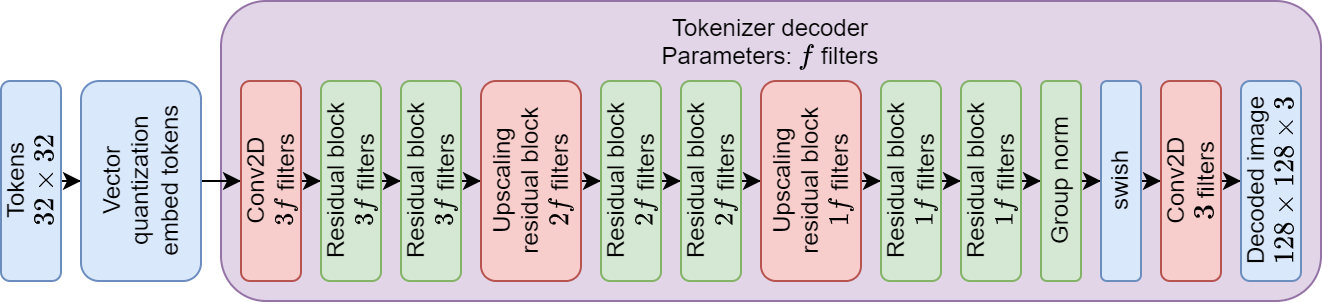 Tokenizer decoder
Parameters: f filters
Tokens
32 × 32
Vector
quantization
embed tokens
Conv2D
3f filters
Residual block
3f filters
Residual block
3f filters
Upscaling
residual block
2f filters
Residual block
2f filters
Residual block
2f filters
Upscaling
residual block
1f filters
Residual block
1f filters
Residual block
1f filters
Group norm
swish
Conv2D
3 filters
Decoded image
128 × 128 × 3